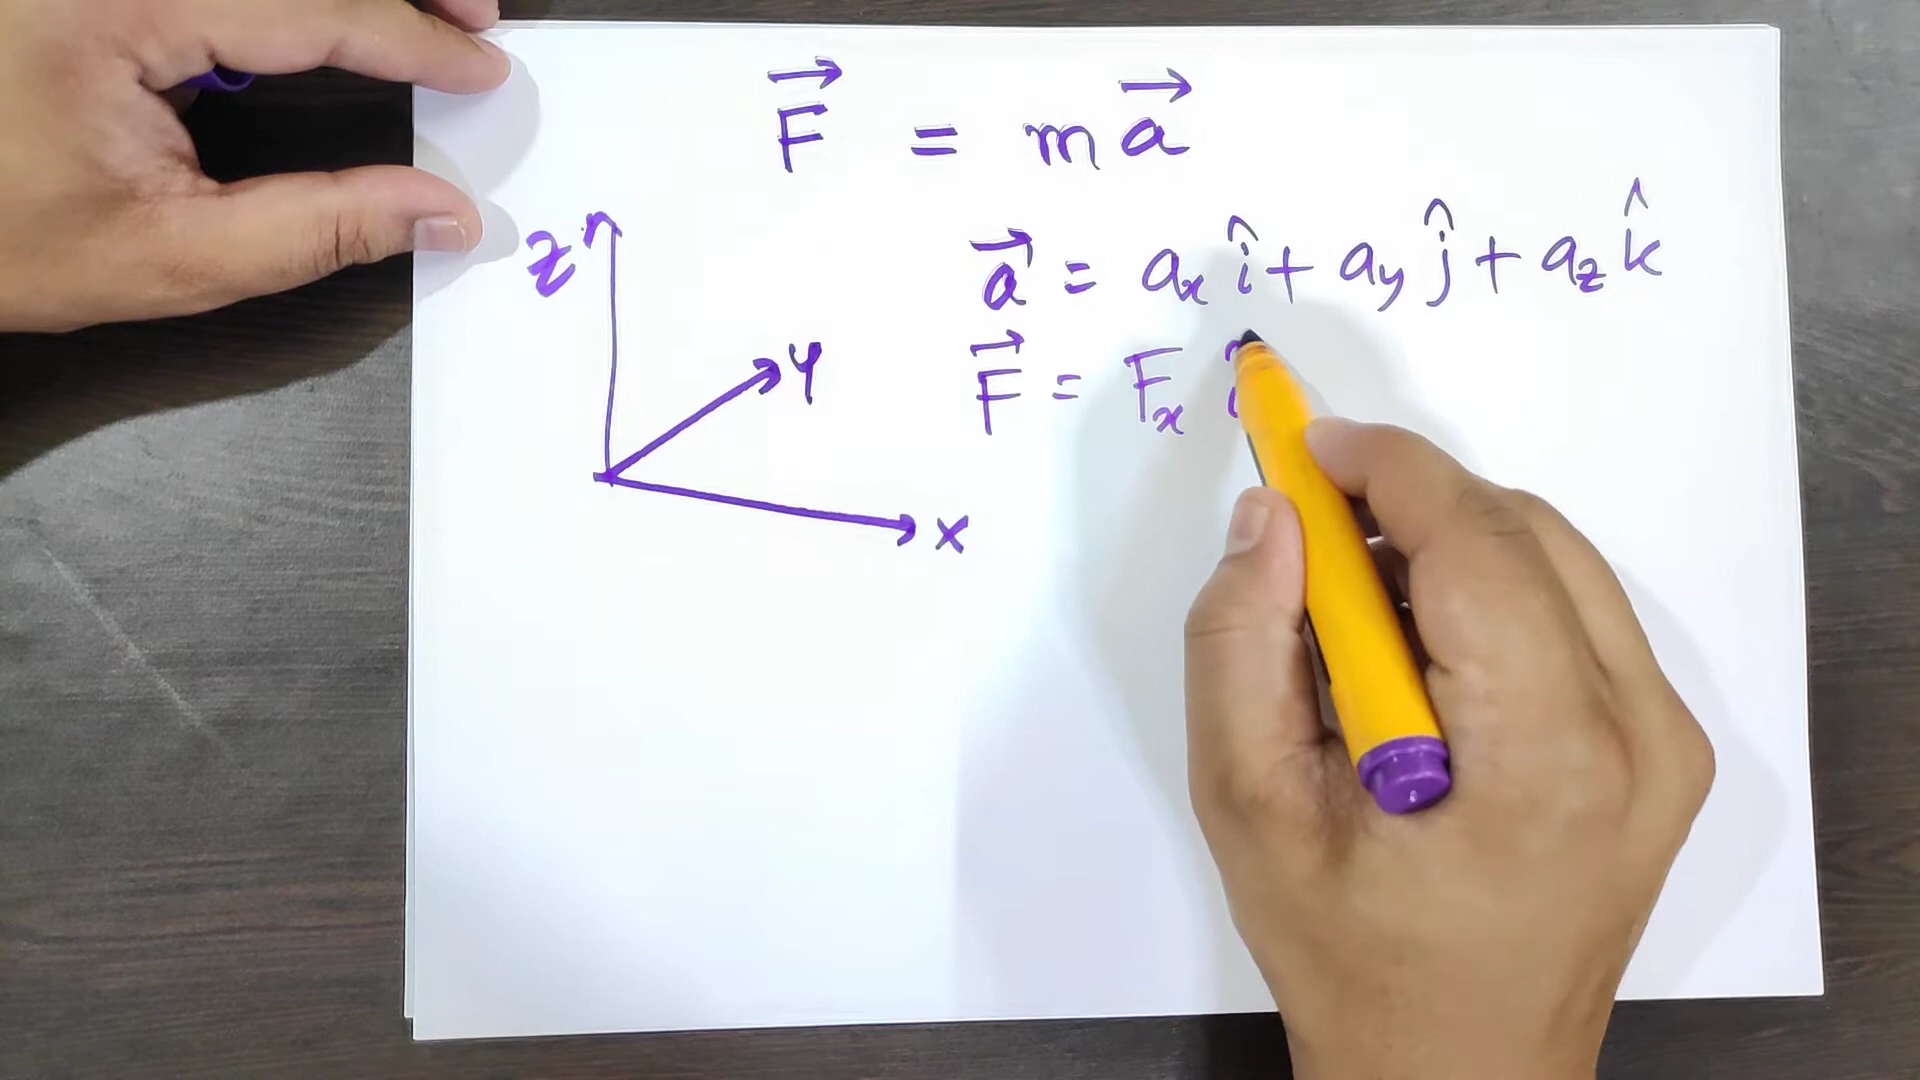 F⃗ = ma⃗
a⃗ = aₓ î + a_y ĵ + a_z k̂
F⃗ = Fₓ î
z
y
x